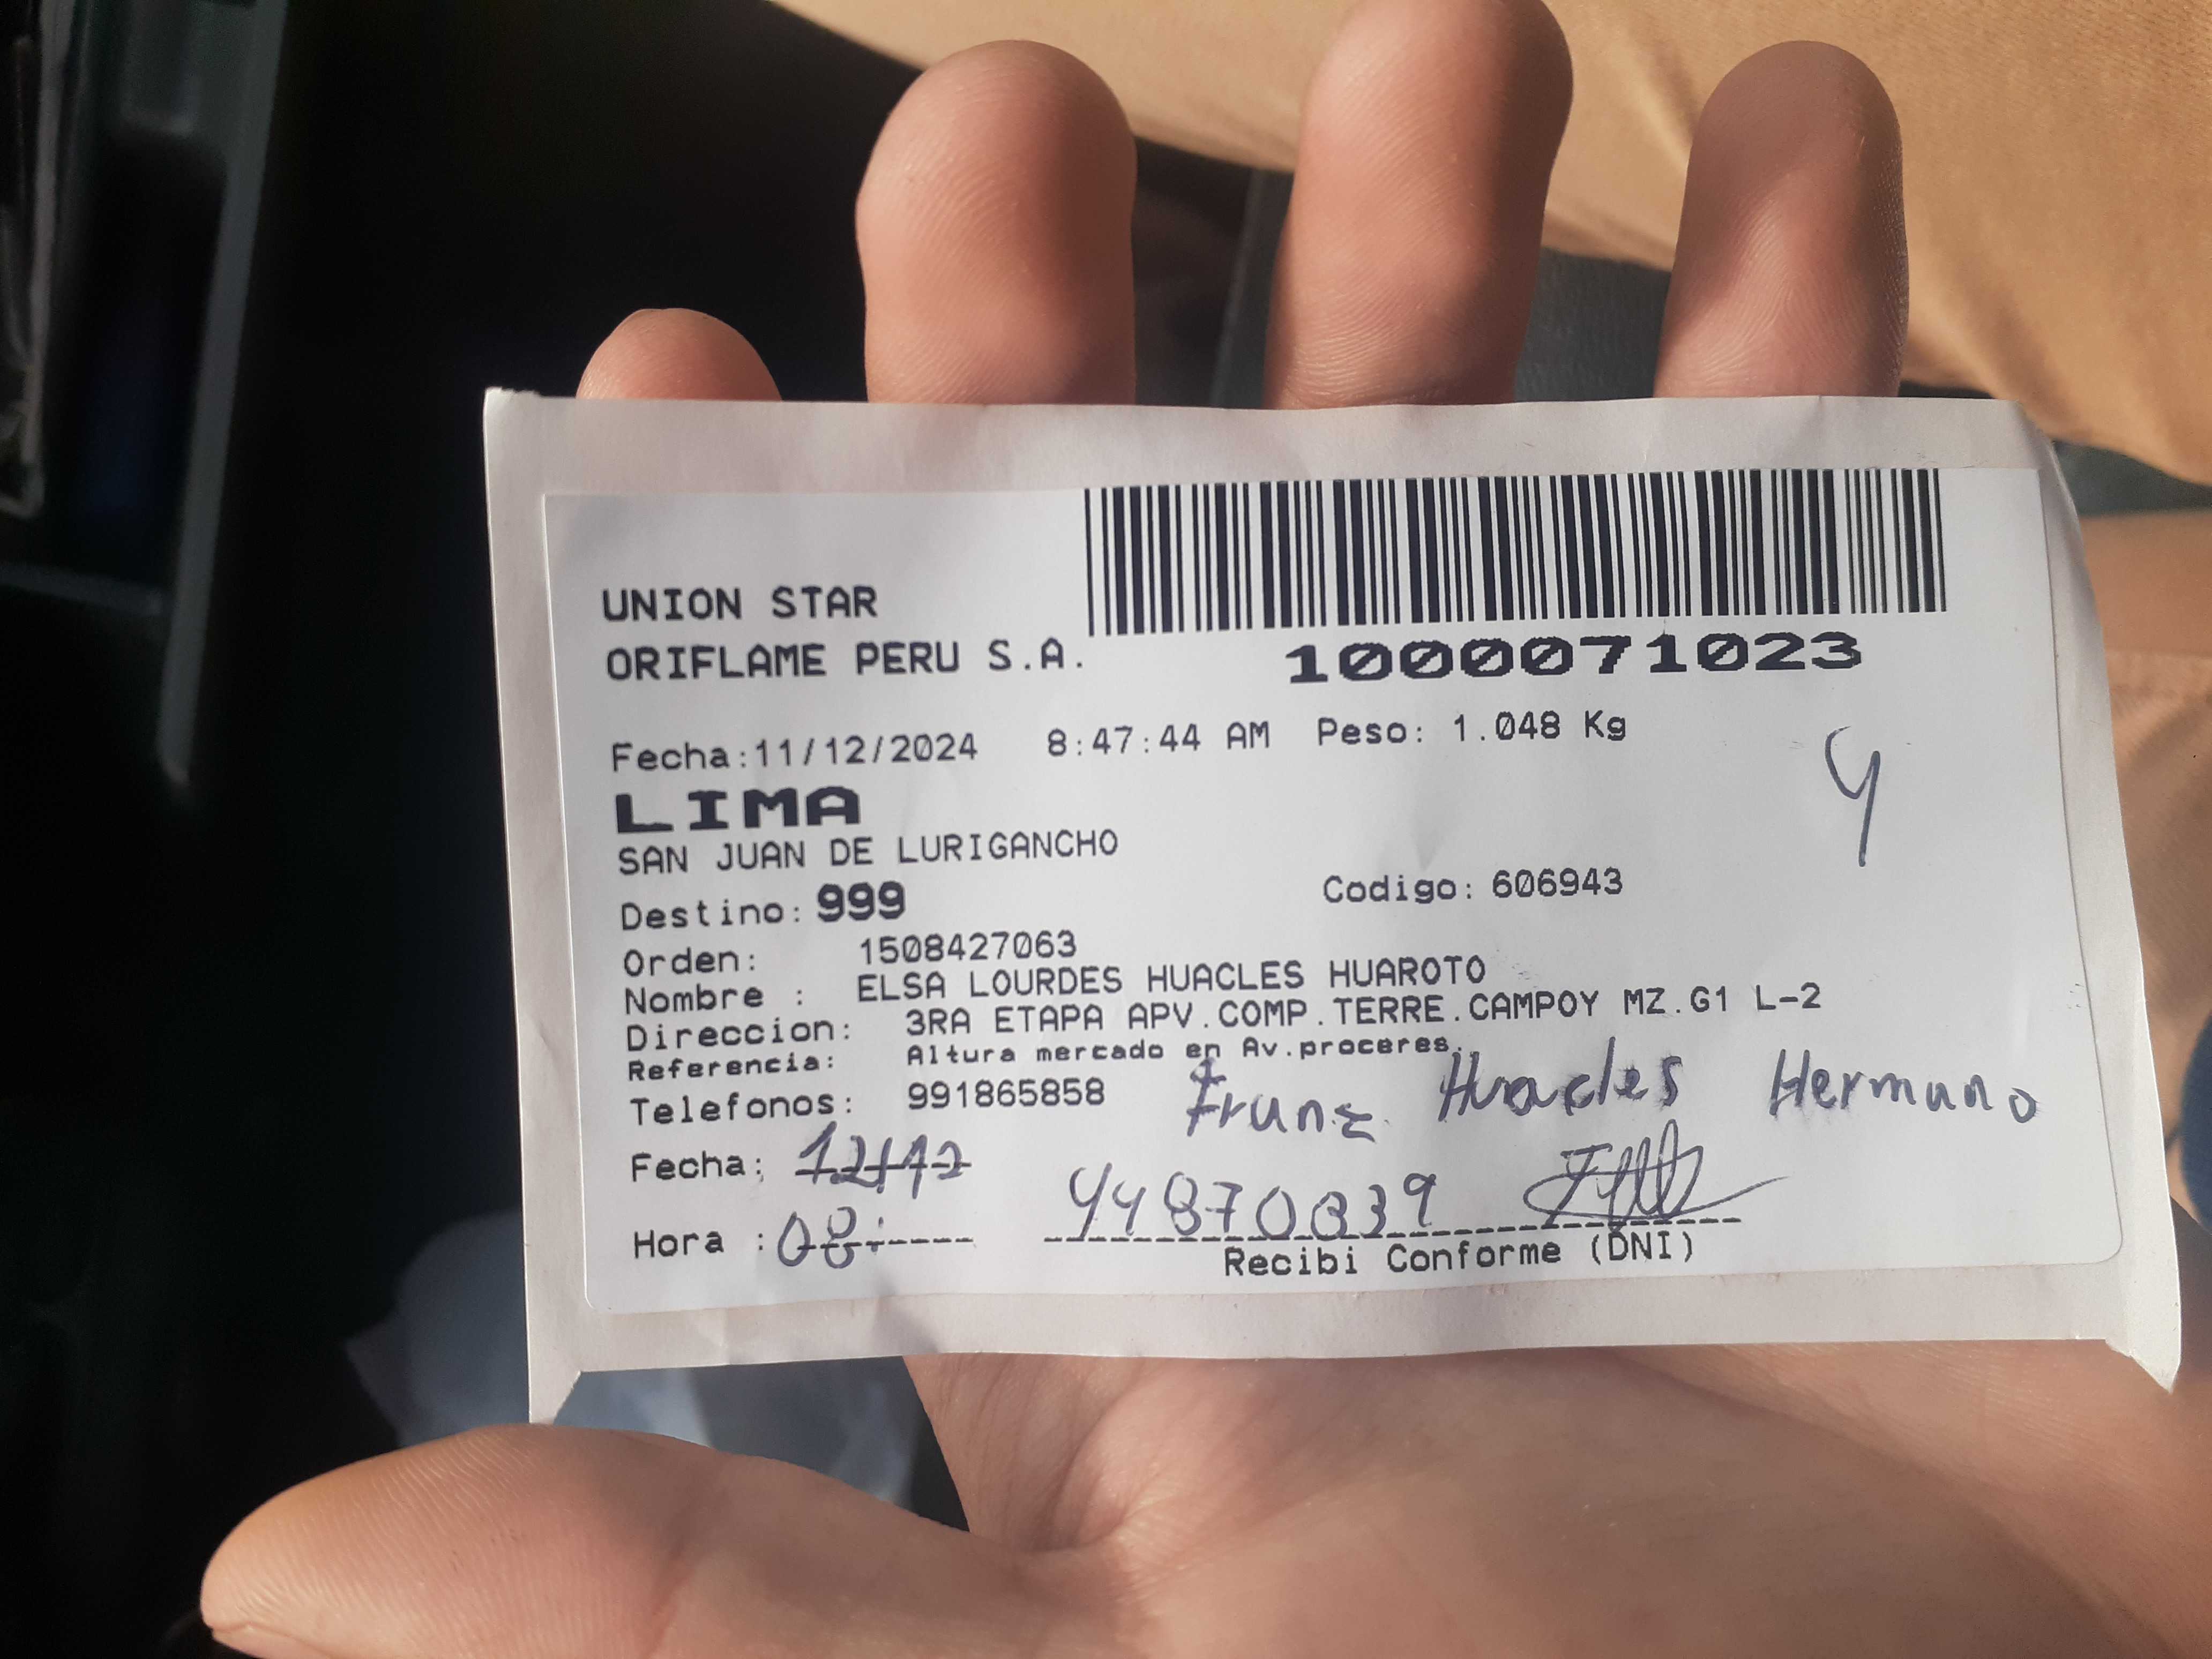 UNION STAR
ORIFLAME PERU S.A.
1000071023
Fecha:11/12/2024 8:47:44 AM Peso: 1.048 Kg
LIMA
SAN JUAN DE LURIGANCHO
Destino: 999 Codigo: 606943
4
Orden: 1508427063
Nombre : ELSA LOURDES HUACLES HUAROTO
Direccion: 3RA ETAPA APV.COMP.TERRE.CAMPOY MZ.G1 L-2
Referencia: Altura mercado en Av.proceres.
Telefonos: 991865858 Franz Huacles Hermano
Fecha: 12/12
Hora : 08: 44870339
Recibi Conforme (DNI)